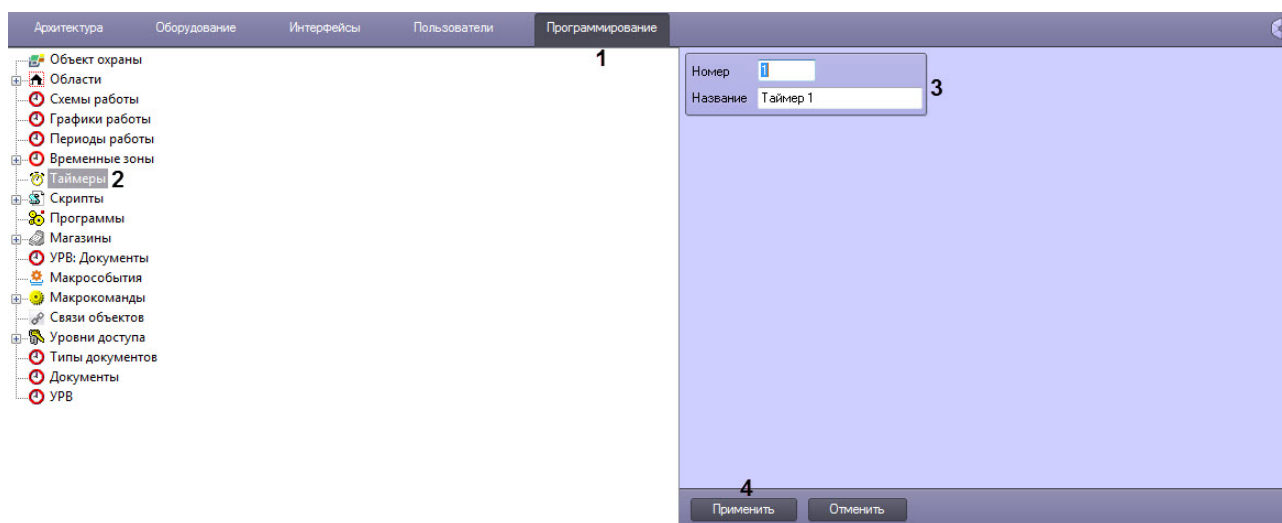 Архитектура Оборудование Интерфейсы Пользователи Программирование
1
Объект охраны
Области
Схемы работы
Графики работы
Периоды работы
Временные зоны
Таймеры 2
Скрипты
Программы
Магазины
УРВ: Документы
Макрособытия
Макрокоманды
Связи объектов
Уровни доступа
Типы документов
Документы
УРВ
Номер 1
Название Таймер 1
3
4
Применить Отменить